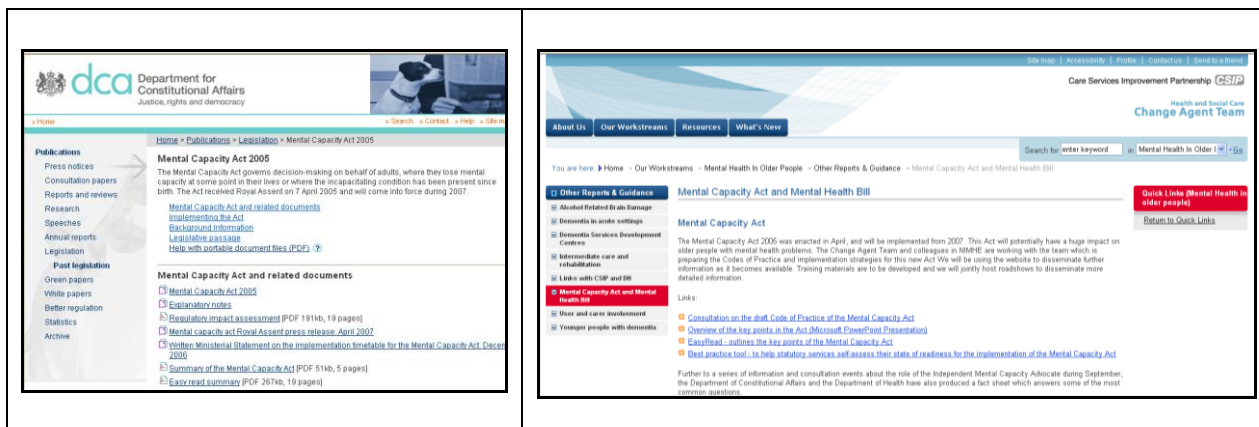 dca
Department for
Constitutional Affairs
Justice, rights and democracy
» Home
» Search » Contact » Help » Site m
Publications
Press notices
Consultation papers
Reports and reviews
Research
Speeches
Annual reports
Legislation
Past legislation
Green papers
White papers
Better regulation
Statistics
Archive
Home > Publications > Legislation > Mental Capacity Act 2005
Mental Capacity Act 2005
The Mental Capacity Act governs decision-making on behalf of adults, where they lose mental
capacity at some point in their lives or where the incapacitating condition has been present since
birth. The Act received Royal Assent on 7 April 2005 and will come into force during 2007.
Mental Capacity Act and related documents
Implementing the Act
Background Information
Legislative passage
Help with portable document files (PDF) ?
Mental Capacity Act and related documents
Mental Capacity Act 2005
Explanatory notes
Regulatory impact assessment [PDF 191kb, 19 pages]
Mental capacity act Royal Assent press release: April 2007
Written Ministerial Statement on the implementation timetable for the Mental Capacity Act. Decem
2006
Summary of the Mental Capacity Act [PDF 51kb, 5 pages]
Easy read summary [PDF 267kb, 19 pages]
Site map | Accessibility | Profile | Contact us | Send to a friend
Care Services Improvement Partnership CSIP
Health and Social Care
Change Agent Team
About Us
Our Workstreams
Resources
What's New
Search for enter keyword in Mental Health In Older I Go
You are here: Home » Our Workstreams » Mental Health In Older People » Other Reports & Guidance » Mental Capacity Act and Mental Health Bill
Other Reports & Guidance
Alcohol Related Brain Damage
Dementia in acute settings
Dementia Services Development
Centres
Intermediate care and
rehabilitation
Links with CSIP and DH
Mental Capacity Act and Mental
Health Bill
User and carer involvement
Younger people with dementia
Mental Capacity Act and Mental Health Bill
Mental Capacity Act
The Mental Capacity Act 2005 was enacted in April, and will be implemented from 2007. This Act will potentially have a huge impact on
older people with mental health problems. The Change Agent Team and colleagues in NIMHE are working with the team which is
preparing the Codes of Practice and implementation strategies for this new Act We will be using the website to disseminate further
information as it becomes available. Training materials are to be developed and we will jointly host roadshows to disseminate more
detailed information.
Links:
Consultation on the draft Code of Practice of the Mental Capacity Act
Overview of the key points in the Act (Microsoft PowerPoint Presentation)
EasyRead - outlines the key points of the Mental Capacity Act
Best practice tool - to help statutory services self-assess their state of readiness for the implementation of the Mental Capacity Act
Further to a series of information and consultation events about the role of the Independent Mental Capacity Advocate during September,
the Department of Constitutional Affairs and the Department of Health have also produced a fact sheet which answers some of the most
common questions.
Quick Links (Mental Health in
older people)
Return to Quick Links